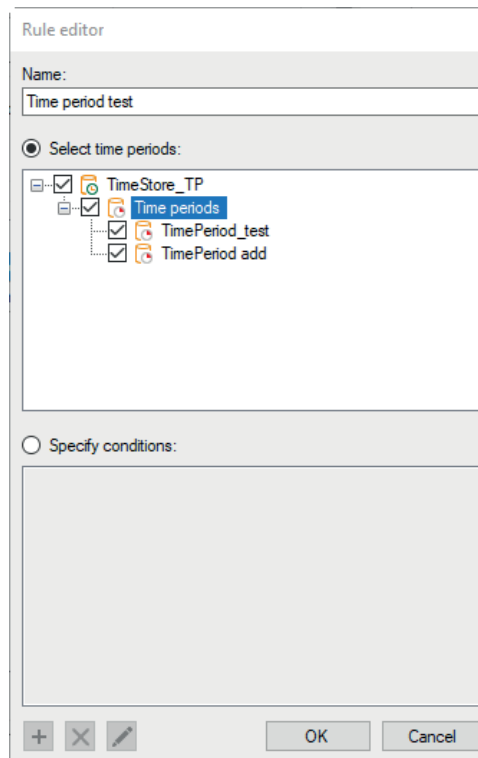 Rule editor
Name:
Time period test
Select time periods:
TimeStore_TP
Time periods
TimePeriod_test
TimePeriod add
Specify conditions:
OK Cancel